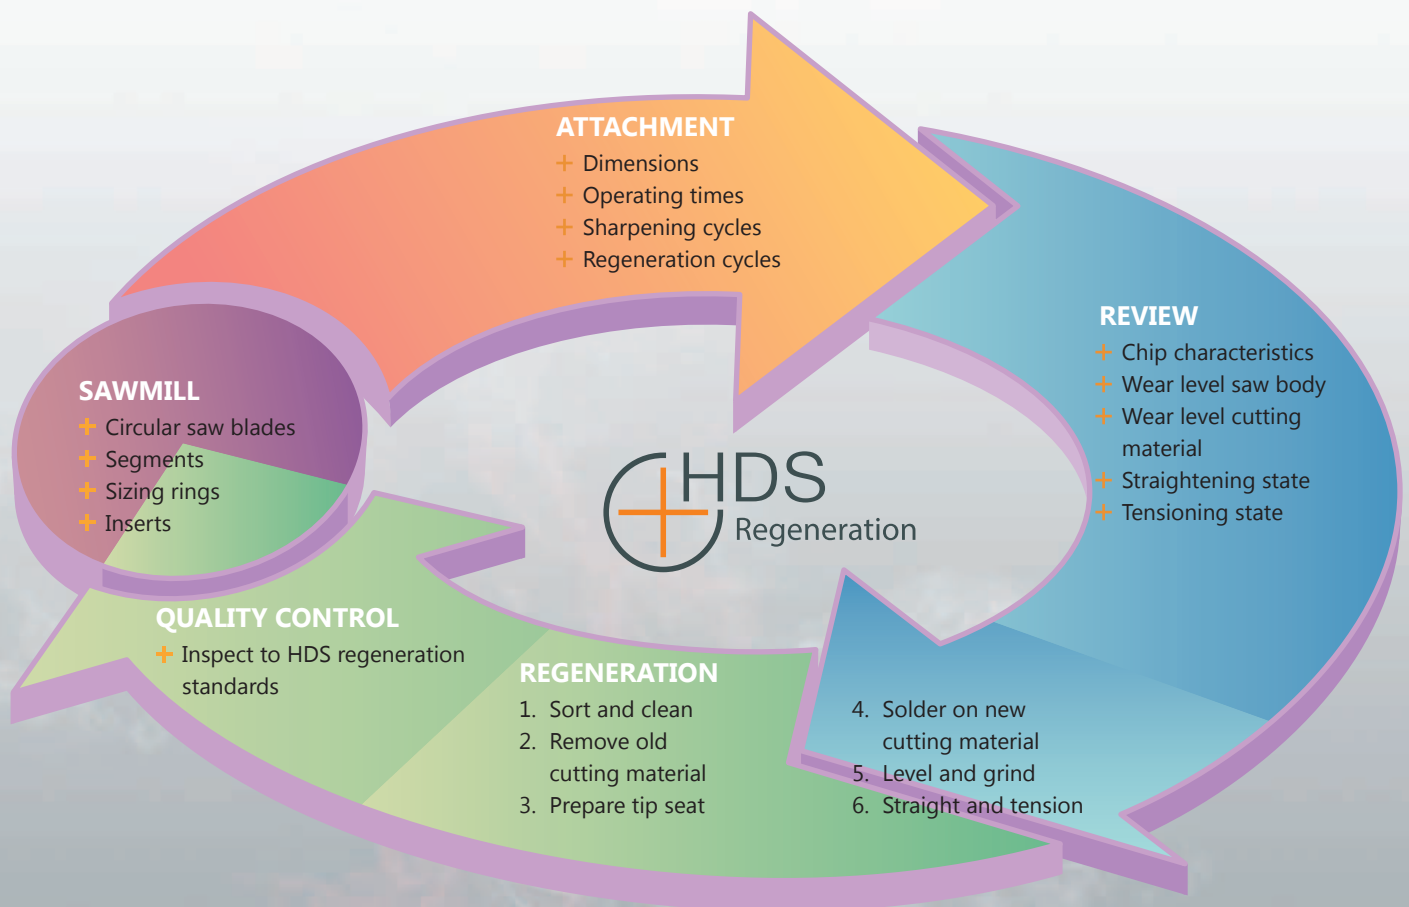 ATTACHMENT
+ Dimensions
+ Operating times
+ Sharpening cycles
+ Regeneration cycles
REVIEW
+ Chip characteristics
+ Wear level saw body
+ Wear level cutting
material
+ Straightening state
+ Tensioning state
SAWMILL
+ Circular saw blades
+ Segments
+ Sizing rings
+ Inserts
HDS
Regeneration
QUALITY CONTROL
+ Inspect to HDS regeneration
standards
REGENERATION
1. Sort and clean
2. Remove old
cutting material
3. Prepare tip seat
4. Solder on new
cutting material
5. Level and grind
6. Straight and tension